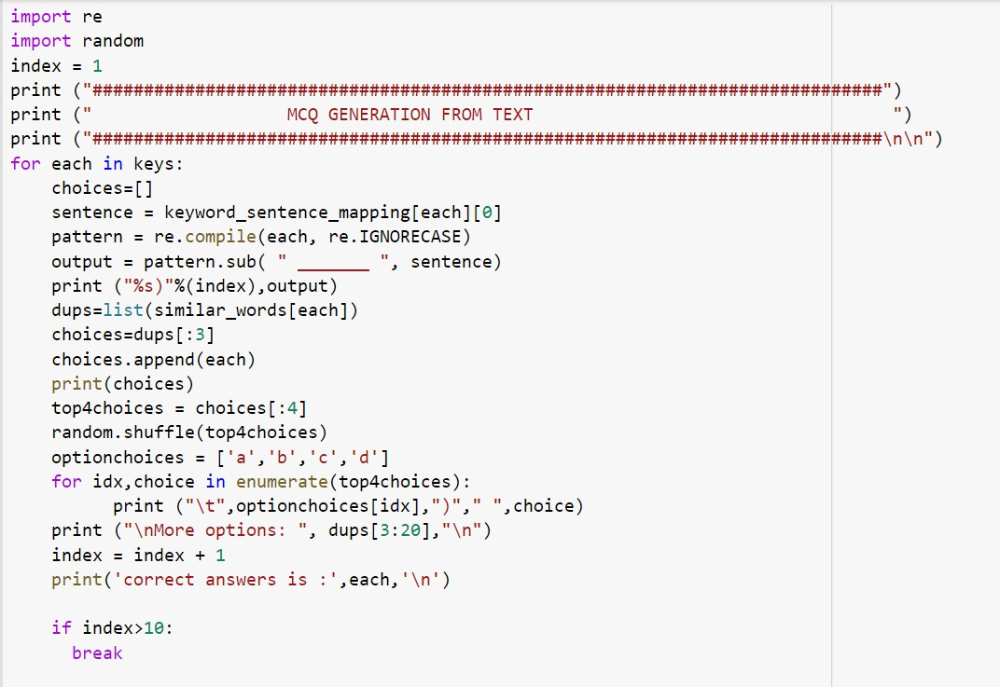 import re
import random
index = 1
print ("#############################################################################")
print ("                   MCQ GENERATION FROM TEXT                                   ")
print ("#############################################################################\n\n")
for each in keys:
    choices=[]
    sentence = keyword_sentence_mapping[each][0]
    pattern = re.compile(each, re.IGNORECASE)
    output = pattern.sub( " _______ ", sentence)
    print ("%s)"%(index),output)
    dups=list(similar_words[each])
    choices=dups[:3]
    choices.append(each)
    print(choices)
    top4choices = choices[:4]
    random.shuffle(top4choices)
    optionchoices = ['a','b','c','d']
    for idx,choice in enumerate(top4choices):
          print ("\t",optionchoices[idx],")"," ",choice)
    print ("\nMore options: ", dups[3:20],"\n")
    index = index + 1
    print('correct answers is :',each,'\n')
    if index>10:
      break